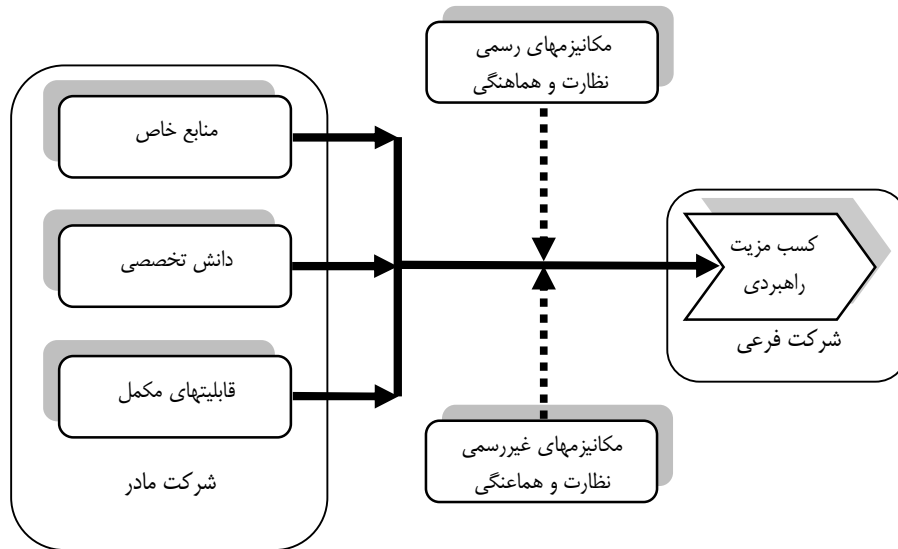 مکانیزمهای رسمی
نظارت و هماهنگی
منابع خاص
دانش تخصصی
قابلیتهای مکمل
شرکت مادر
کسب مزیت
راهبردی
شرکت فرعی
مکانیزمهای غیررسمی
نظارت و هماعنگی